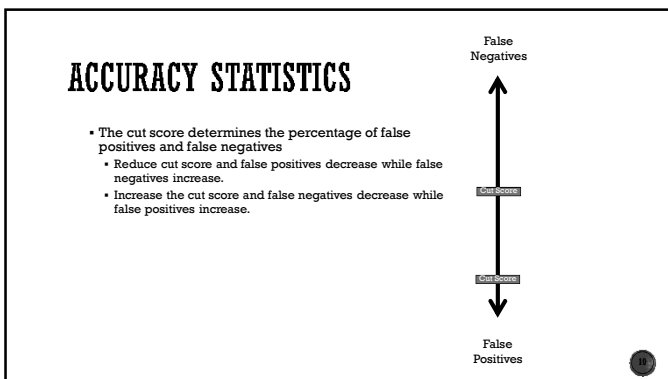 ACCURACY STATISTICS
▪ The cut score determines the percentage of false
positives and false negatives
▪ Reduce cut score and false positives decrease while false
negatives increase.
▪ Increase the cut score and false negatives decrease while
false positives increase.
False
Negatives
Cut Score
Cut Score
False
Positives
19